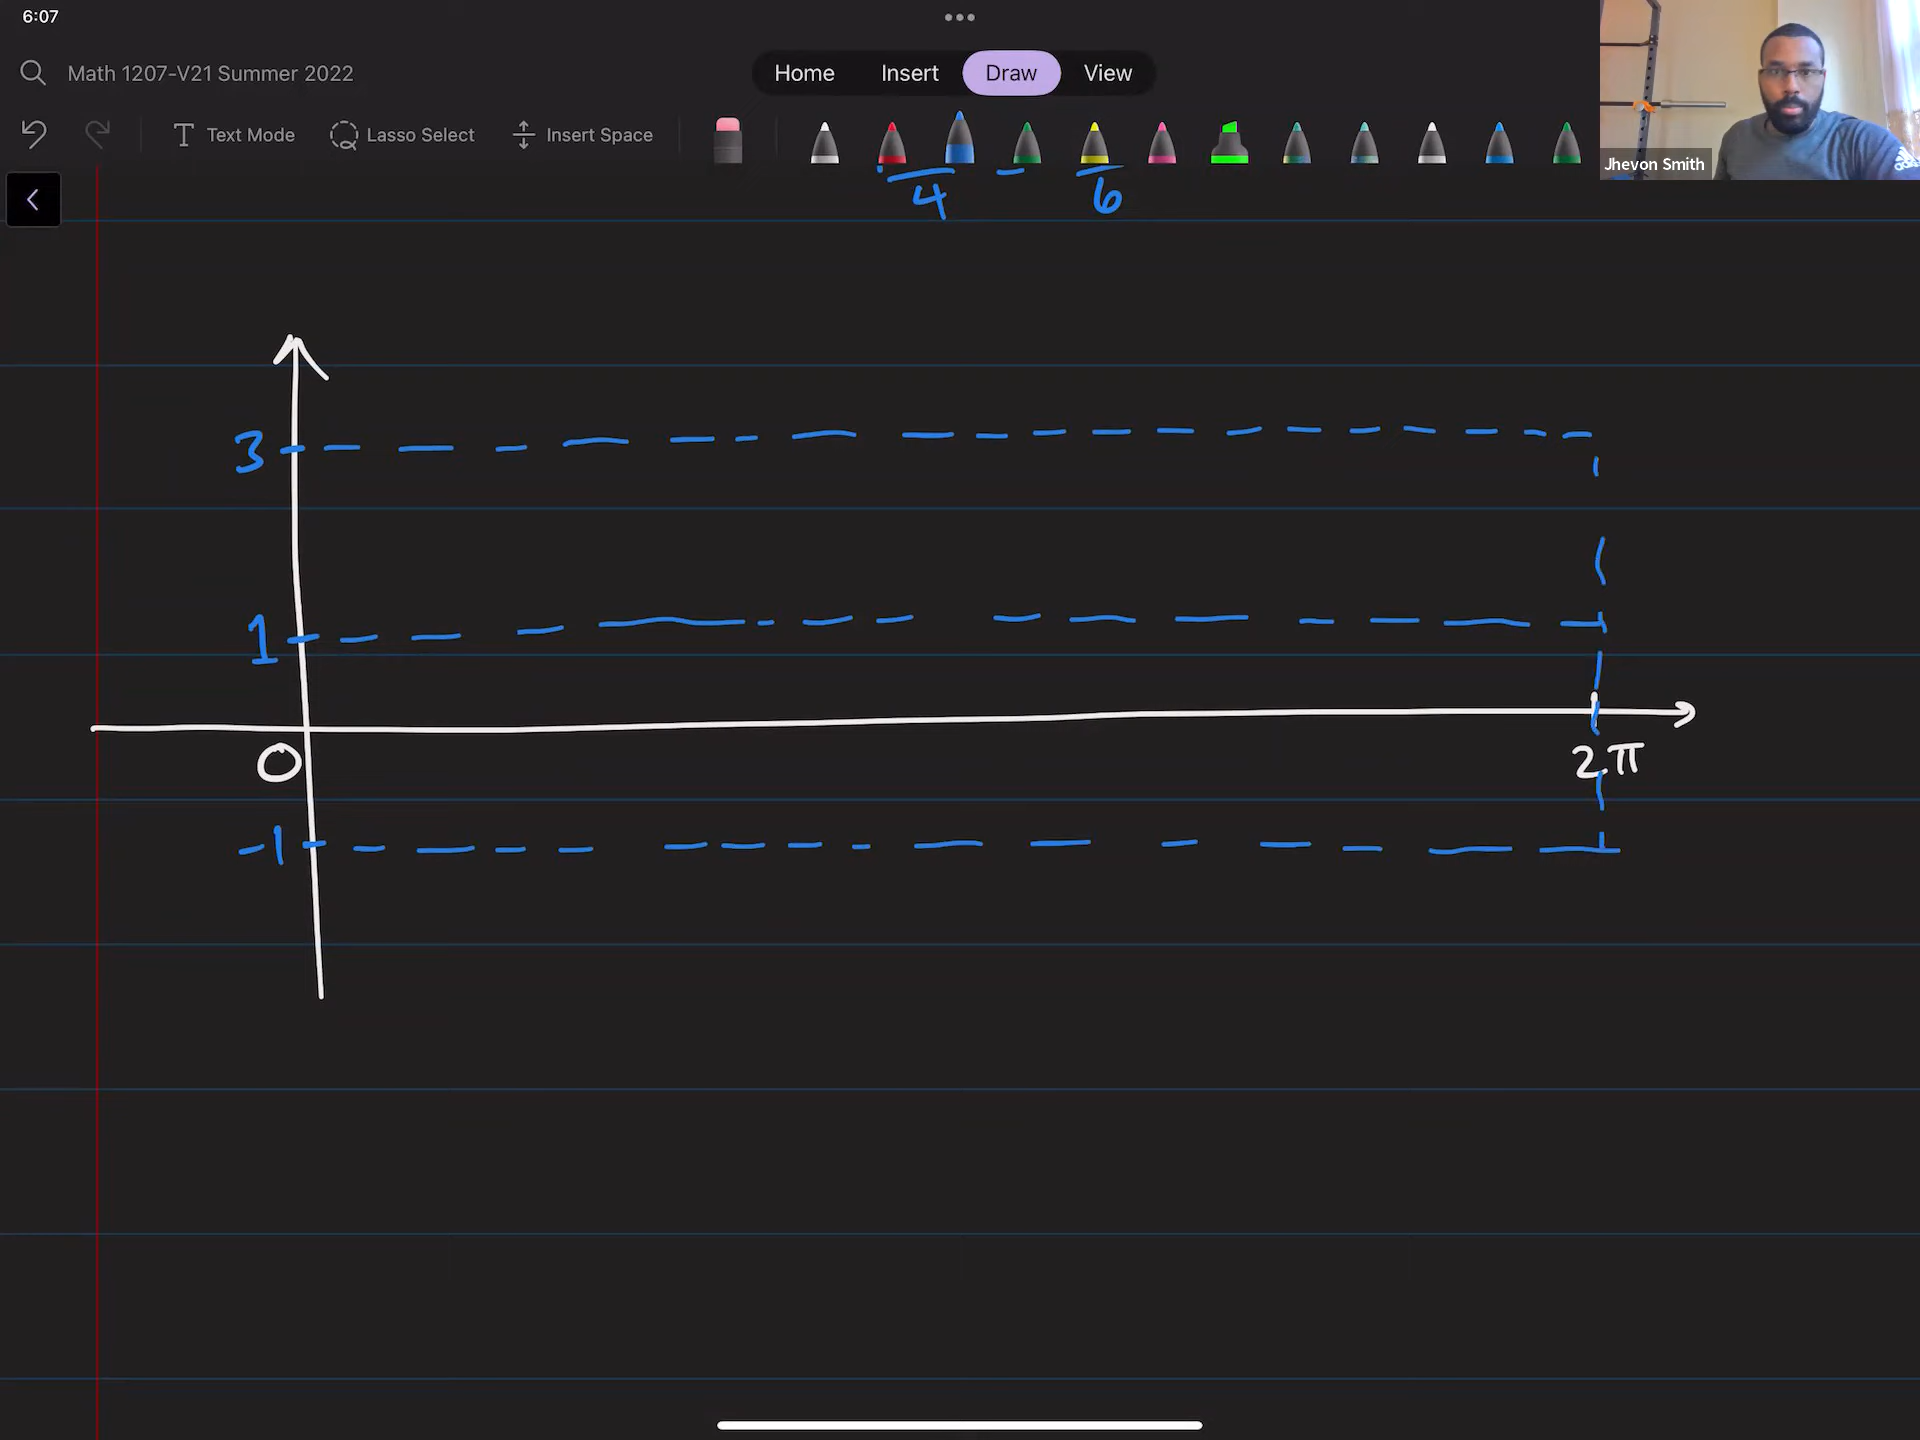 6:07
Math 1207-V21 Summer 2022
Home Insert Draw View
Text Mode Lasso Select Insert Space
Jhevon Smith
4 - 6
3
1
0 2π
-1